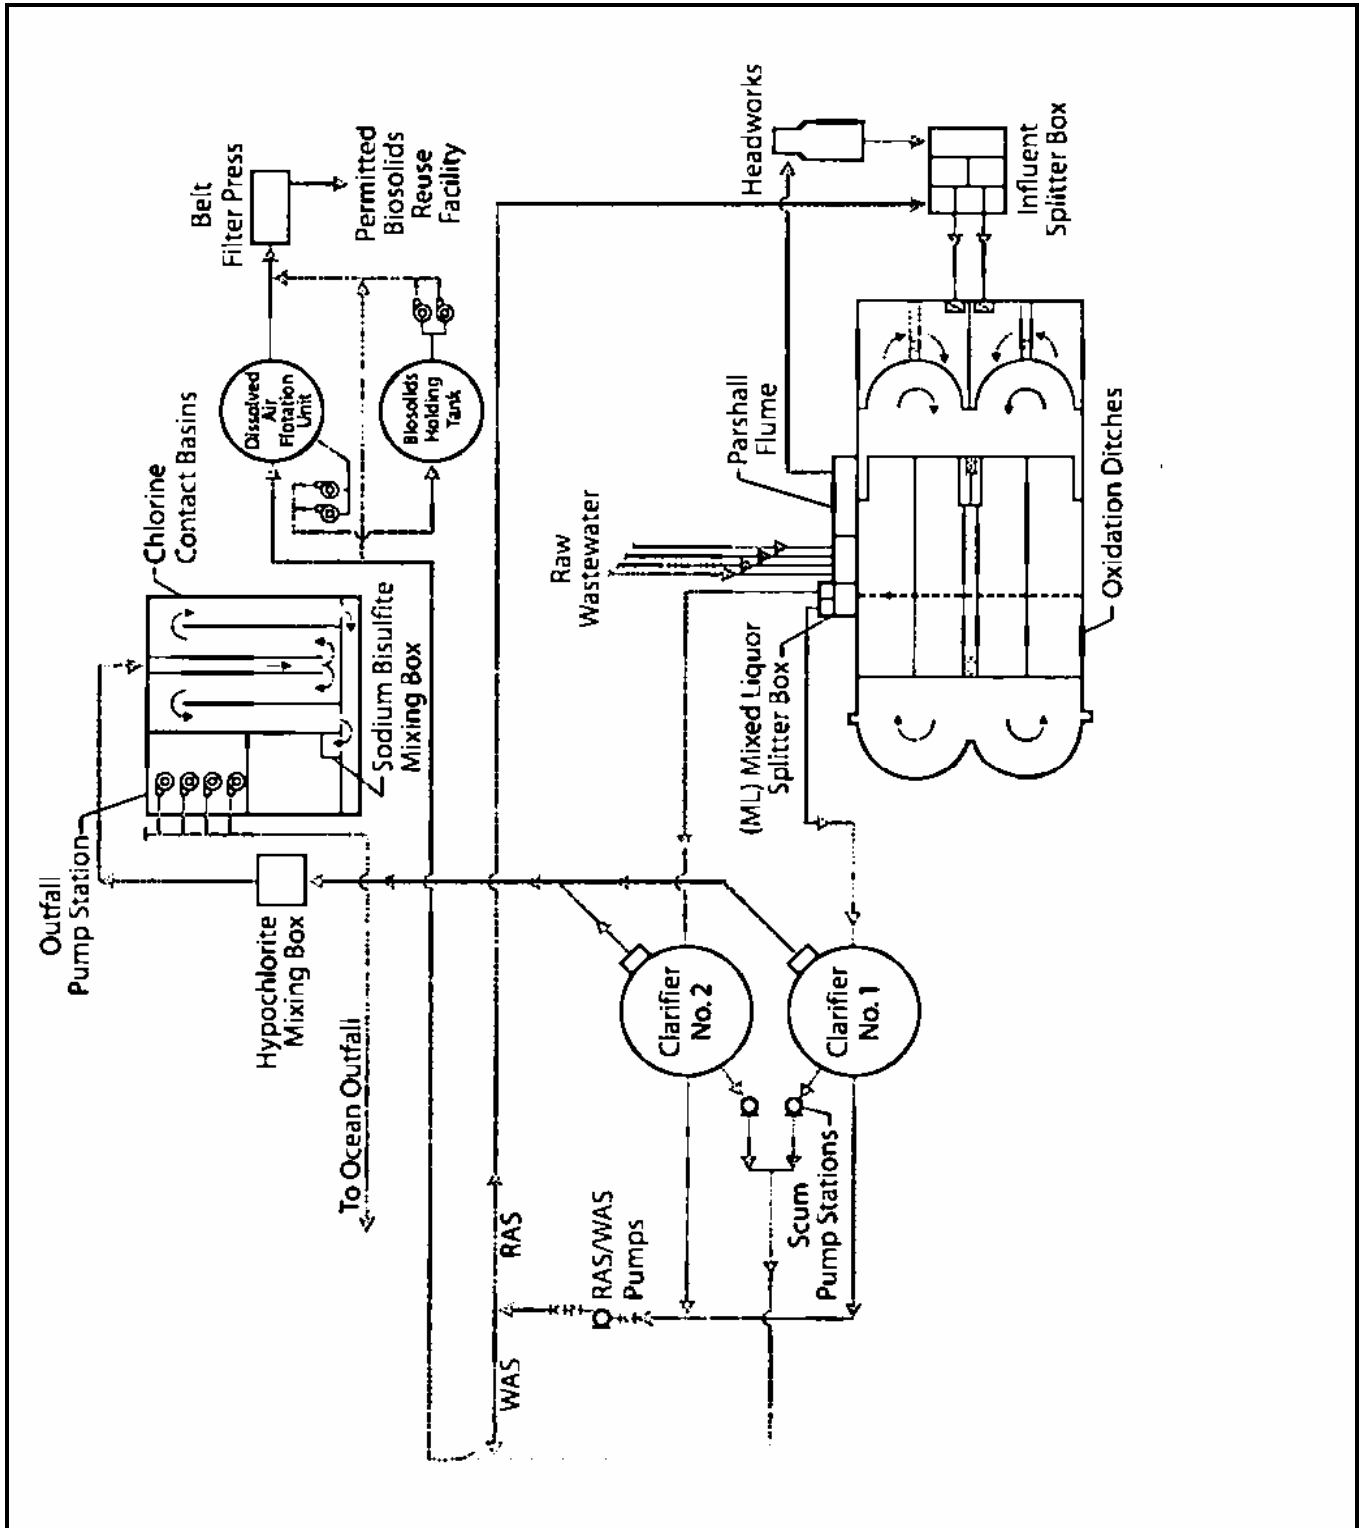 Outfall
Pump Station
Hypochlorite
Mixing Box
To Ocean Outfall
Chlorine
Contact Basins
Sodium Bisulfite
Mixing Box
Belt
Filter Press
Permitted
Biosolids
Reuse
Facility
Dissolved
Air
Flotation
Unit
Biosolids
Holding
Tank
WAS
RAS
RAS/WAS
Pumps
Clarifier
No. 2
Clarifier
No. 1
Scum
Pump Stations
Raw
Wastewater
(ML) Mixed Liquor
Splitter Box
Parshall
Flume
Headworks
Influent
Splitter Box
Oxidation Ditches